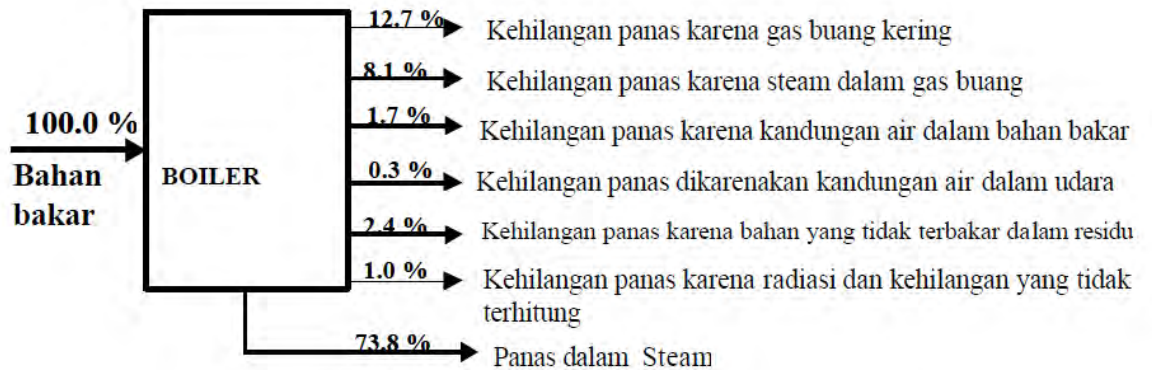 12.7 % Kehilangan panas karena gas buang kering
8.1 % Kehilangan panas karena steam dalam gas buang
100.0 %
1.7 % Kehilangan panas karena kandungan air dalam bahan bakar
Bahan
bakar
BOILER
0.3 % Kehilangan panas dikarenakan kandungan air dalam udara
2.4 % Kehilangan panas karena bahan yang tidak terbakar dalam residu
1.0 % Kehilangan panas karena radiasi dan kehilangan yang tidak
terhitung
73.8 % Panas dalam Steam